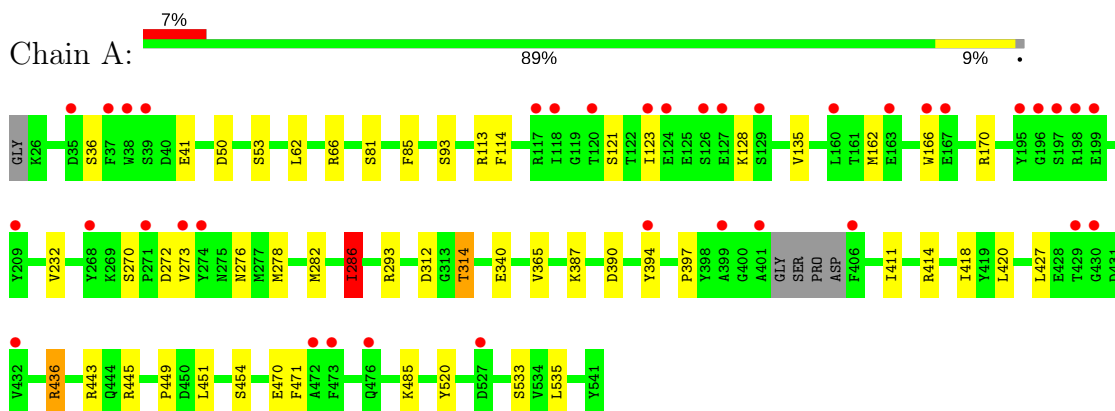 7%
Chain A:
89% 9% •
GLY K26 D35 S36 F37 W38 S39 D40 E41 D50 S53 L62 R66 S81 F85 S93 R113 F114 R117 I118 G119 T120 S121 T122 I123 E124 E125 S126 E127 K128 S129 V135 L160 T161 M162 E163 W166 E167 R170 Y195 G196 S197 R198 E199
Y209 V232 Y268 K269 S270 P271 D272 V273 Y274 N275 N276 M277 M278 M282 I286 R293 D312 G313 T314 E340 V365 K387 D390 Y394 P397 Y398 A399 G400 A401 GLY SER PRO ASP F406 I411 R414 I418 Y419 L420 L427 E428 T429 G430 D431
V432 R436 R443 Q444 R445 P449 D450 L451 S454 E470 F471 A472 F473 Q476 K485 Y520 D527 S533 V534 L535 Y541